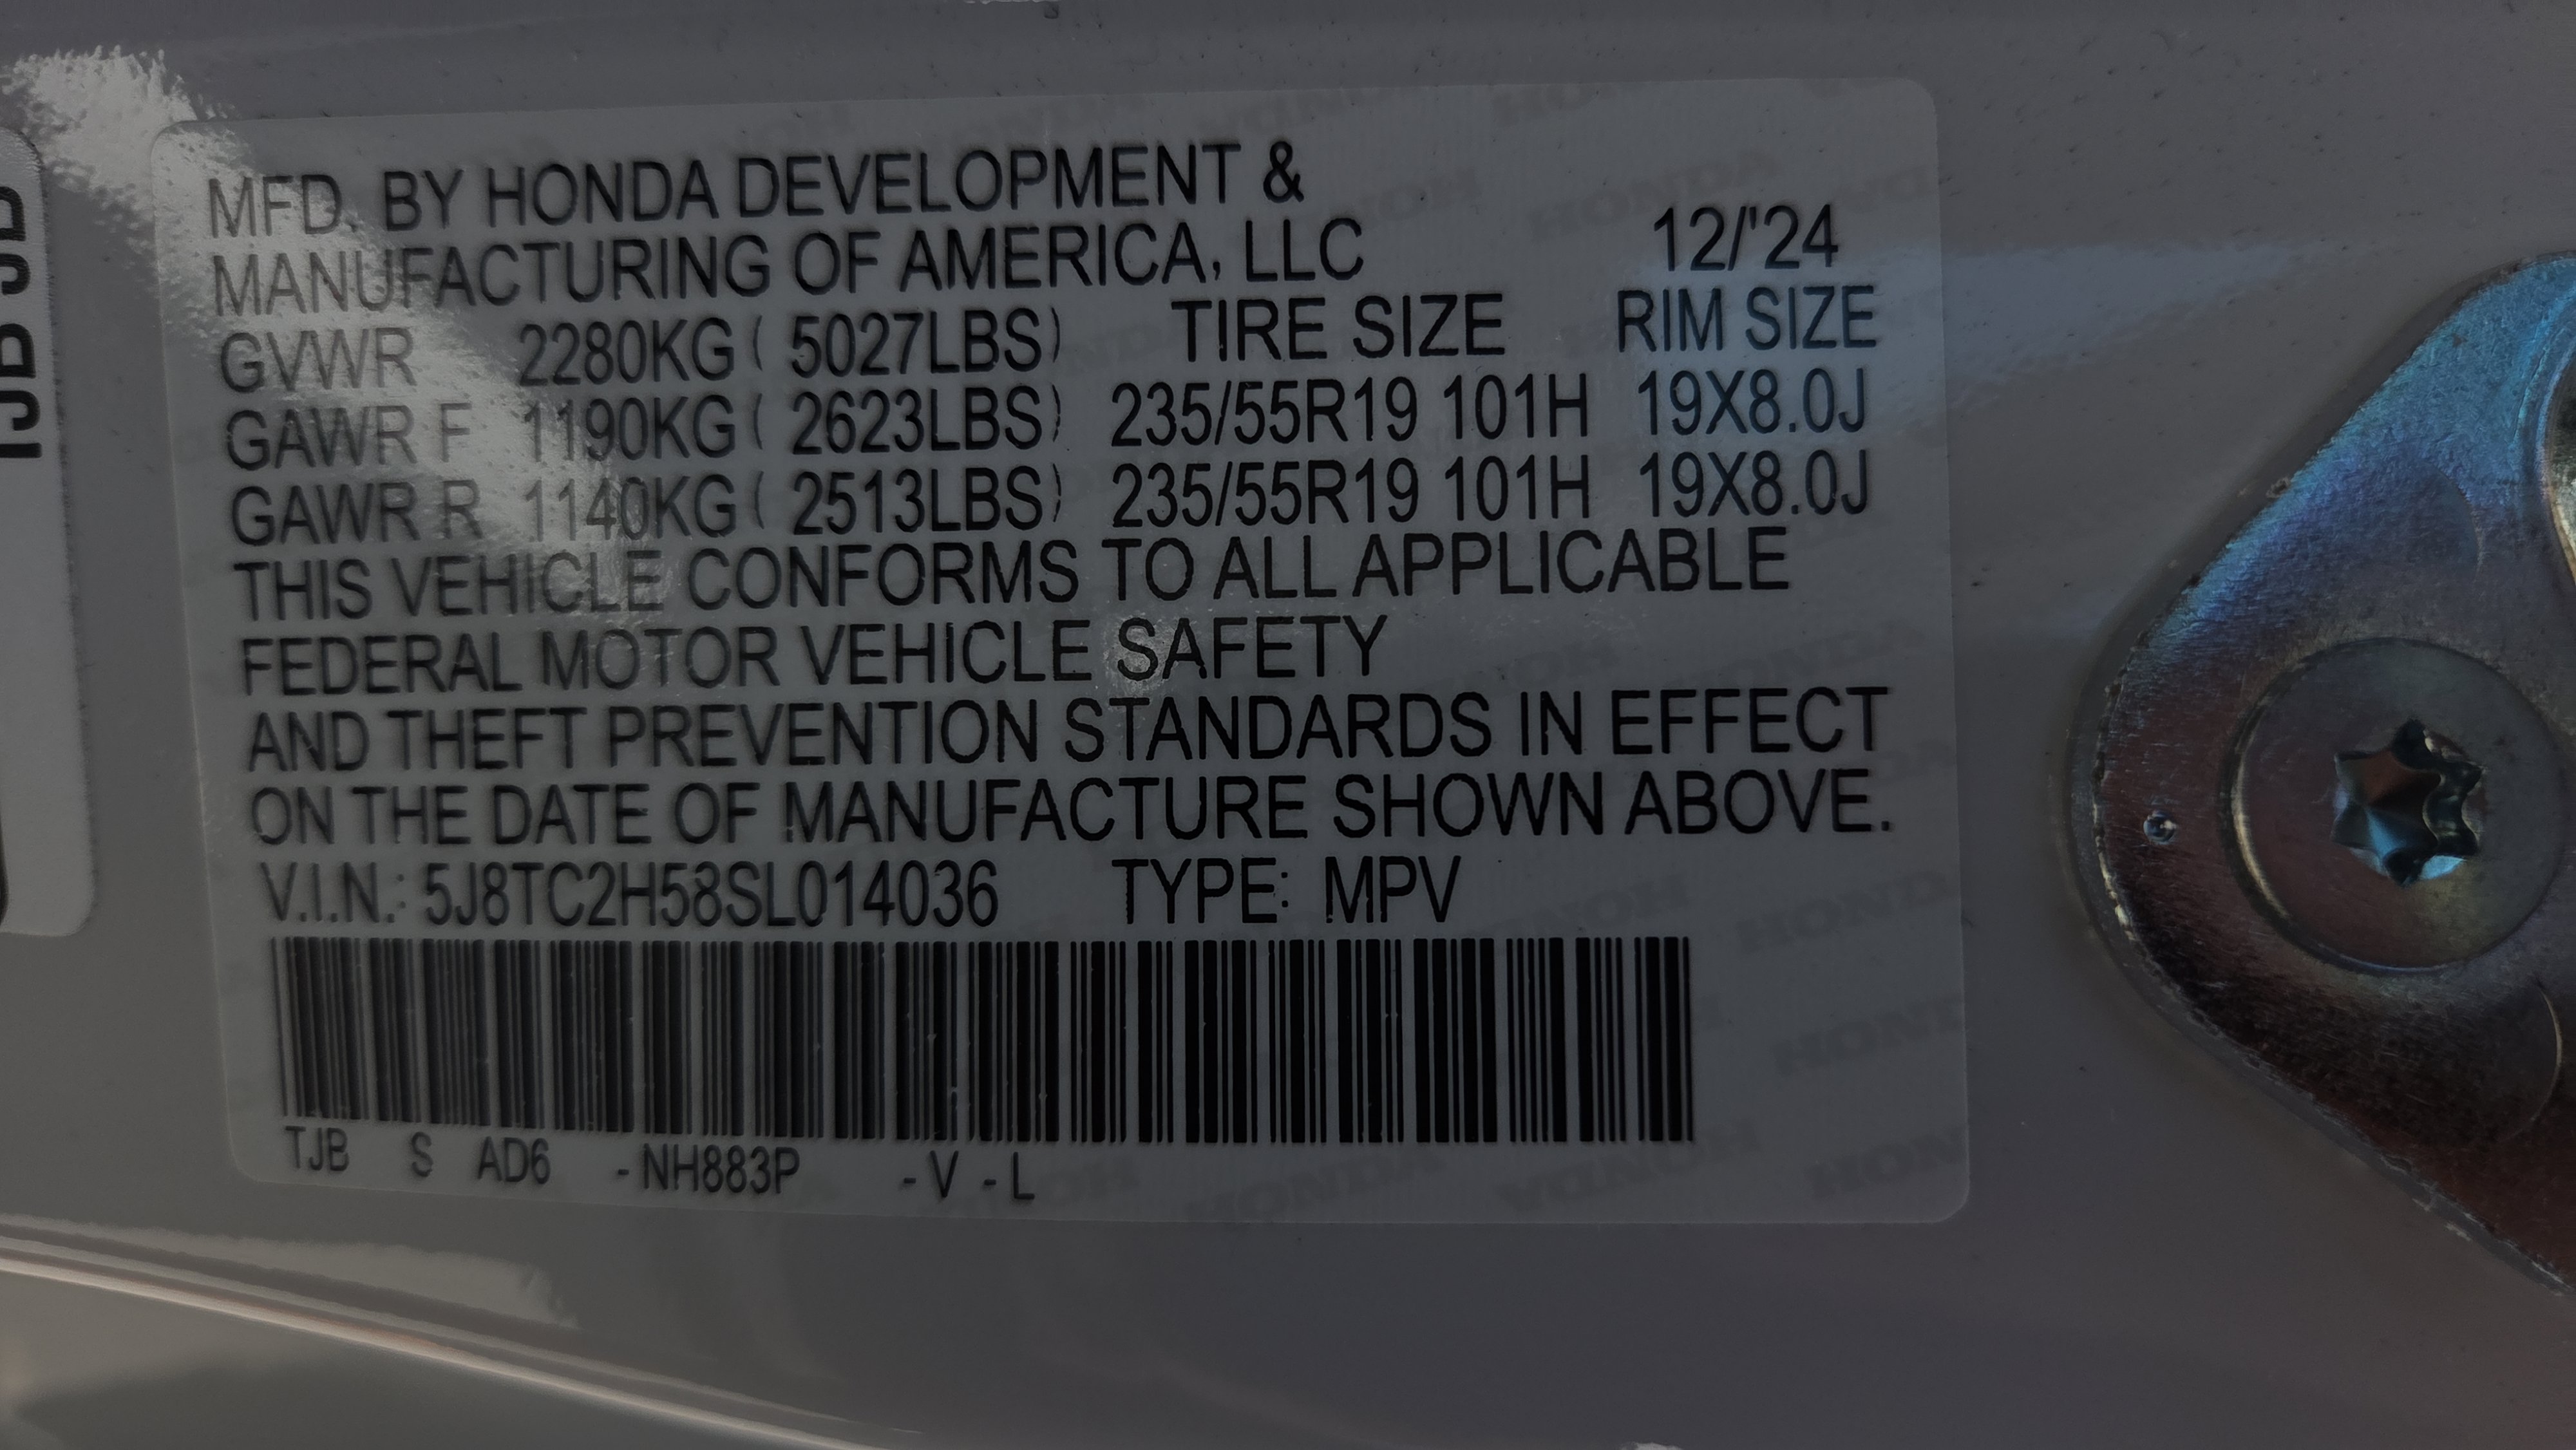 MFD. BY HONDA DEVELOPMENT &
MANUFACTURING OF AMERICA, LLC 12/'24
GVWR 2280KG ( 5027LBS) TIRE SIZE RIM SIZE
GAWR F 1190KG ( 2623LBS) 235/55R19 101H 19X8.0J
GAWR R 1140KG ( 2513LBS) 235/55R19 101H 19X8.0J
THIS VEHICLE CONFORMS TO ALL APPLICABLE
FEDERAL MOTOR VEHICLE SAFETY
AND THEFT PREVENTION STANDARDS IN EFFECT
ON THE DATE OF MANUFACTURE SHOWN ABOVE.
V.I.N.: 5J8TC2H58SL014036 TYPE: MPV
TJB S AD6 -NH883P -V -L